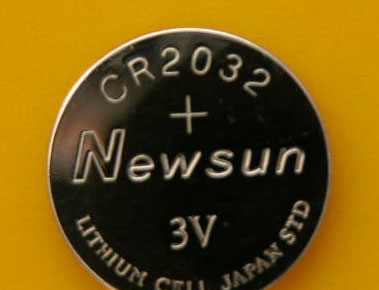 CR2032
+
Newsun
3V
LITHIUM CELL JAPAN STD